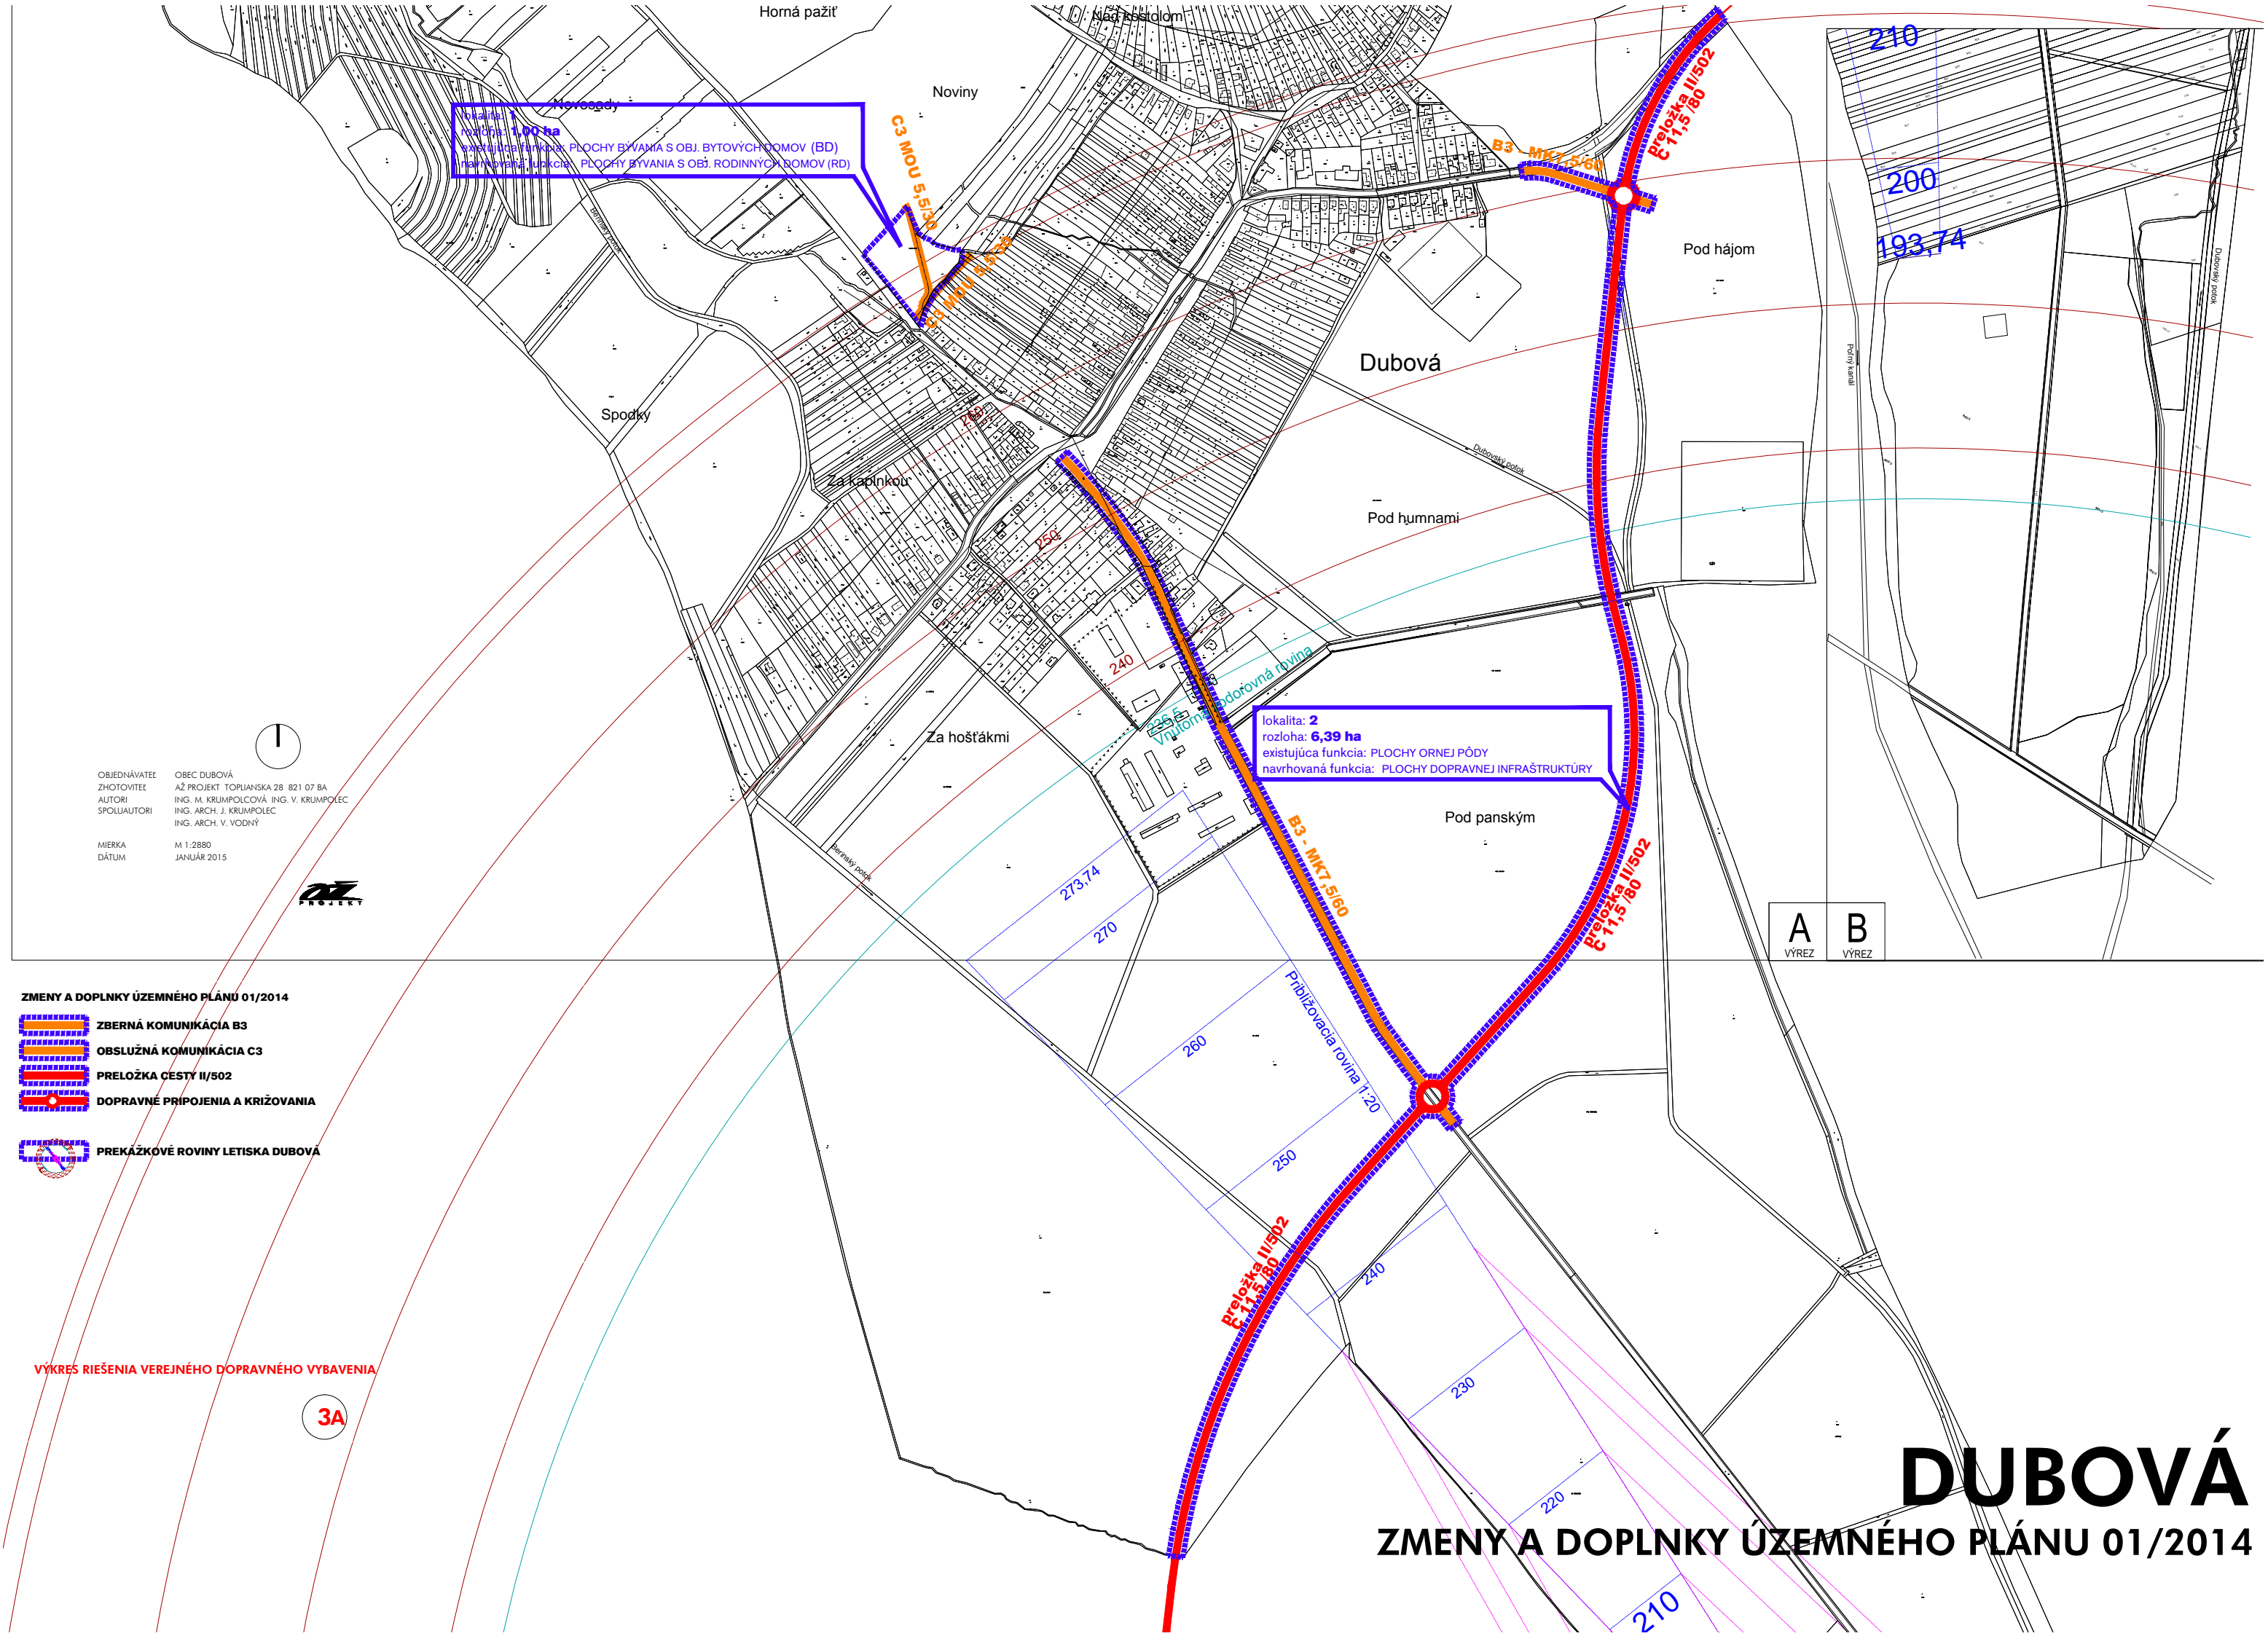 Horná pažiť
Nad kostolom
Novosady
Noviny
lokalita: 1
rozloha: 1,00 ha
existujúca funkcia: PLOCHY BÝVANIA S OBJ. BYTOVÝCH DOMOV (BD)
navrhovaná funkcia: PLOCHY BÝVANIA S OBJ. RODINNÝCH DOMOV (RD)
C3 MOU 5,5/30
C3 MOU 5,5/30
B3 - MK7,5/60
preložka II/502
C 11,5 /80
210
200
193,74
Pod hájom
Dubovský potok
Poľný kanál
Dubová
Spodky
260
Za kaplnkou
Dubovský potok
Pod humnami
250
240
236,5
Vnútorná vodorovná rovina
Za hošťákmi
lokalita: 2
rozloha: 6,39 ha
existujúca funkcia: PLOCHY ORNEJ PÔDY
navrhovaná funkcia: PLOCHY DOPRAVNEJ INFRAŠTRUKTÚRY
Pod panským
B3 - MK7,5/60
preložka II/502
C 11,5 /80
OBJEDNÁVATEĽ OBEC DUBOVÁ
ZHOTOVITEĽ AŽ PROJEKT TOPLIANSKA 28 821 07 BA
AUTORI ING. M. KRUMPOLCOVÁ ING. V. KRUMPOLEC
SPOLUAUTORI ING. ARCH. J. KRUMPOLEC
ING. ARCH. V. VODNÝ
MIERKA M 1:2880
DÁTUM JANUÁR 2015
AŽ
PROJEKT
273,74
270
260
250
240
230
220
210
Približovacia rovina 1:20
A
VÝREZ
B
VÝREZ
ZMENY A DOPLNKY ÚZEMNÉHO PLÁNU 01/2014
ZBERNÁ KOMUNIKÁCIA B3
OBSLUŽNÁ KOMUNIKÁCIA C3
PRELOŽKA CESTY II/502
DOPRAVNÉ PRIPOJENIA A KRIŽOVANIA
PREKÁŽKOVÉ ROVINY LETISKA DUBOVÁ
preložka II/502
C 11,5 /80
VÝKRES RIEŠENIA VEREJNÉHO DOPRAVNÉHO VYBAVENIA
3A
DUBOVÁ
ZMENY A DOPLNKY ÚZEMNÉHO PLÁNU 01/2014